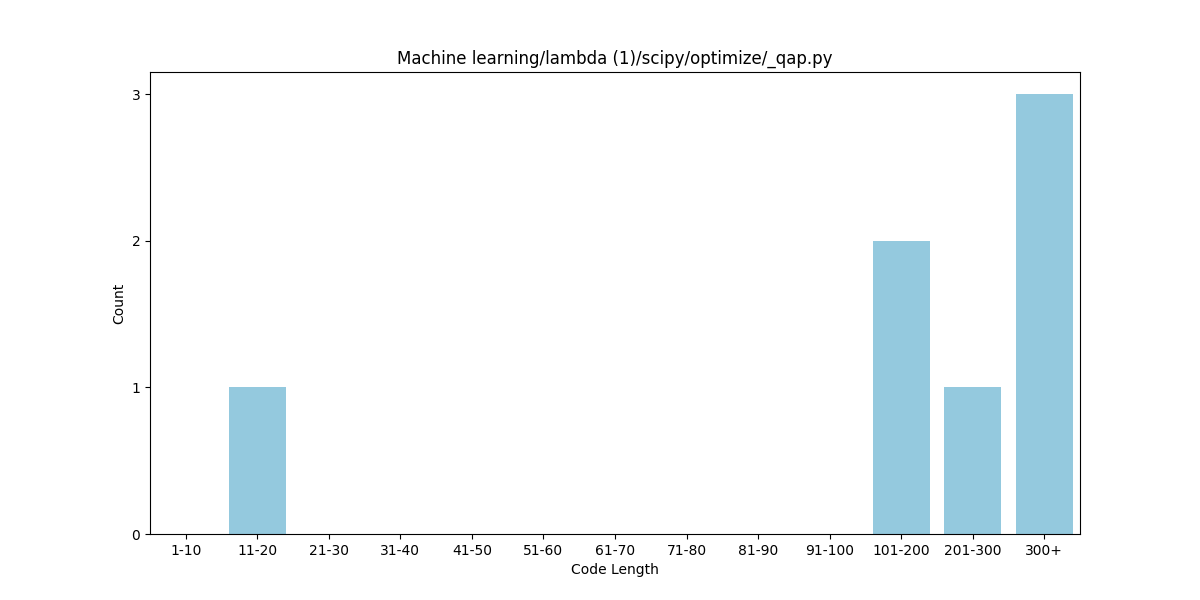 Machine learning/lambda (1)/scipy/optimize/_qap.py
3
2
1
0
Count
1-10 11-20 21-30 31-40 41-50 51-60 61-70 71-80 81-90 91-100 101-200 201-300 300+
Code Length